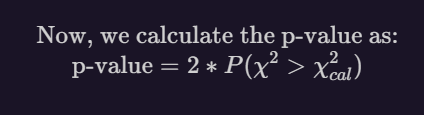 Now, we calculate the p-value as:
p-value = 2 * P(χ² > χ²_cal)